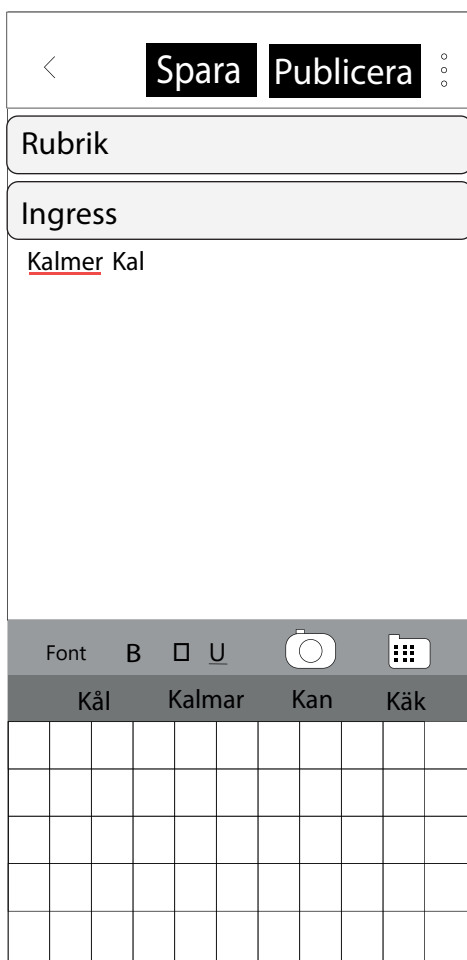 Spara Publicera
Rubrik
Ingress
Kalmer Kal
Font B U
Kål Kalmar Kan Käk